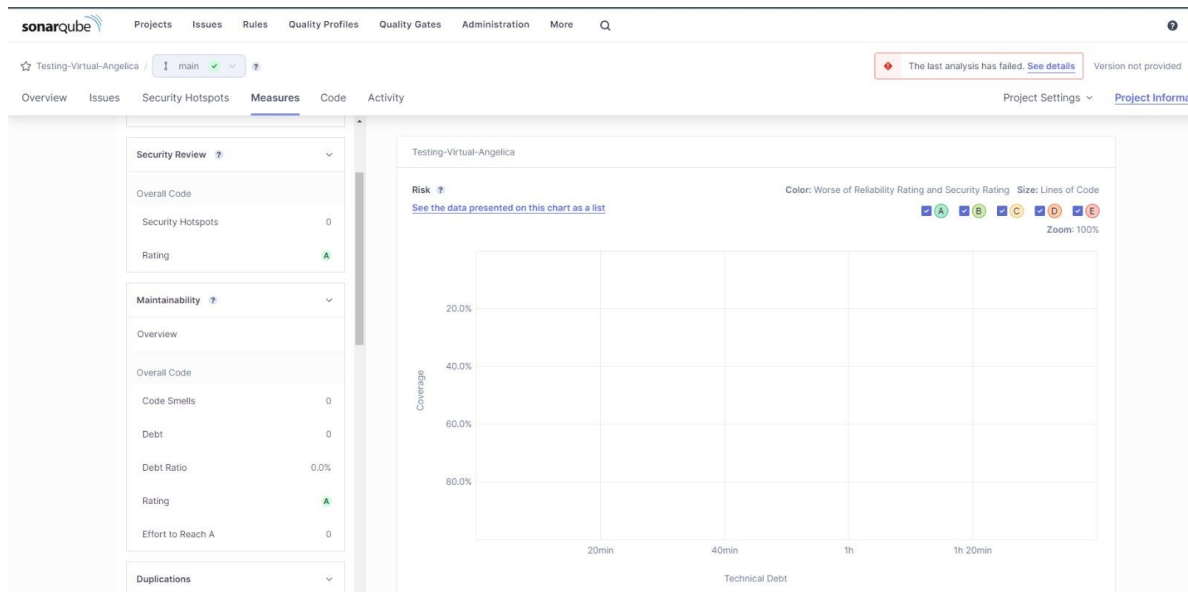 sonarqube Projects Issues Rules Quality Profiles Quality Gates Administration More ?
Testing-Virtual-Angelica / main ? The last analysis has failed. See details Version not provided
Overview Issues Security Hotspots Measures Code Activity Project Settings Project Informa
Security Review ?
Overall Code
Security Hotspots 0
Rating A
Maintainability ?
Overview
Overall Code
Code Smells 0
Debt 0
Debt Ratio 0.0%
Rating A
Effort to Reach A 0
Duplications
Testing-Virtual-Angelica
Risk ? Color: Worse of Reliability Rating and Security Rating Size: Lines of Code
See the data presented on this chart as a list A B C D E
Zoom: 100%
20.0%
40.0%
60.0%
80.0%
Coverage
20min 40min 1h 1h 20min
Technical Debt